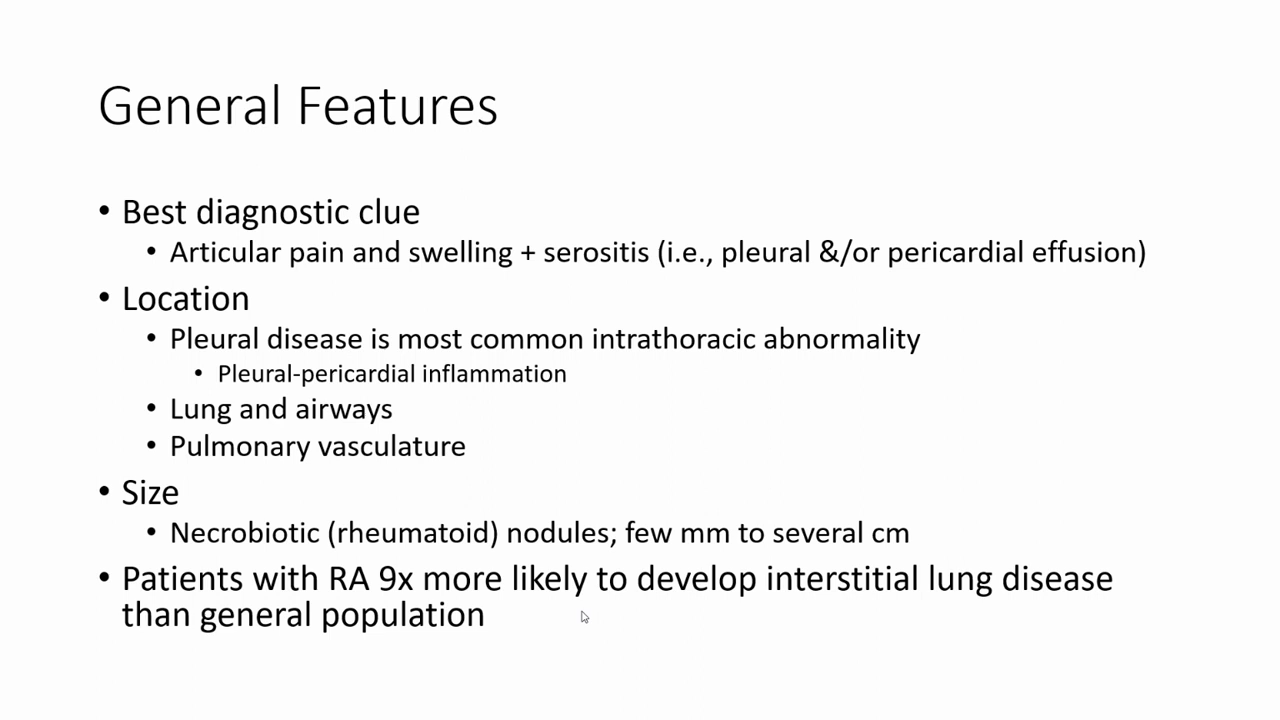 General Features
• Best diagnostic clue
• Articular pain and swelling + serositis (i.e., pleural &/or pericardial effusion)
• Location
• Pleural disease is most common intrathoracic abnormality
• Pleural-pericardial inflammation
• Lung and airways
• Pulmonary vasculature
• Size
• Necrobiotic (rheumatoid) nodules; few mm to several cm
• Patients with RA 9x more likely to develop interstitial lung disease
than general population